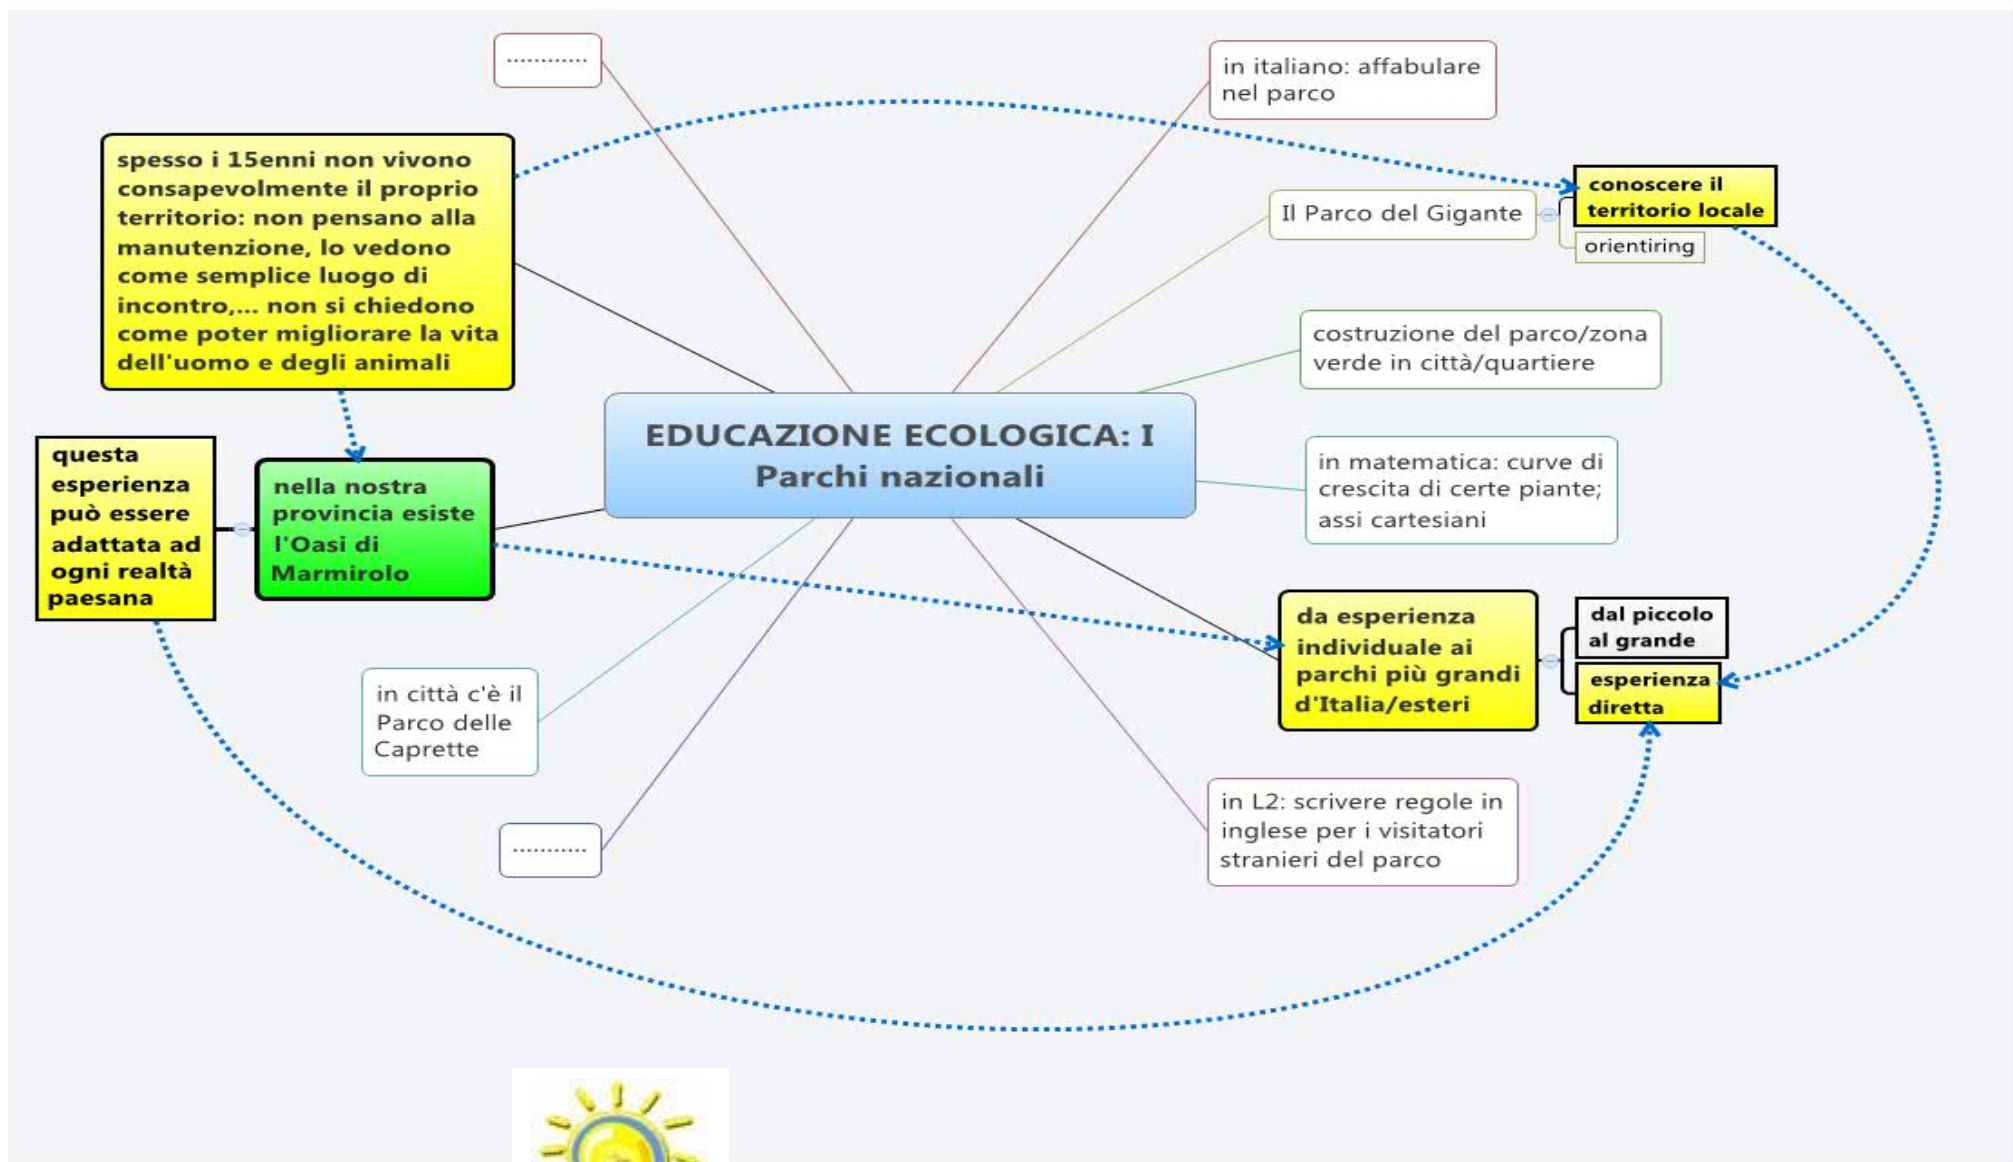 ............
in italiano: affabulare
nel parco
spesso i 15enni non vivono
consapevolmente il proprio
territorio: non pensano alla
manutenzione, lo vedono
come semplice luogo di
incontro,... non si chiedono
come poter migliorare la vita
dell'uomo e degli animali
conoscere il
territorio locale
Il Parco del Gigante
orientiring
costruzione del parco/zona
verde in città/quartiere
EDUCAZIONE ECOLOGICA: I
Parchi nazionali
in matematica: curve di
crescita di certe piante;
assi cartesiani
questa
esperienza
può essere
adattata ad
ogni realtà
paesana
nella nostra
provincia esiste
l'Oasi di
Marmirolo
da esperienza
individuale ai
parchi più grandi
d'Italia/esteri
dal piccolo
al grande
esperienza
diretta
in città c'è il
Parco delle
Caprette
in L2: scrivere regole in
inglese per i visitatori
stranieri del parco
...........